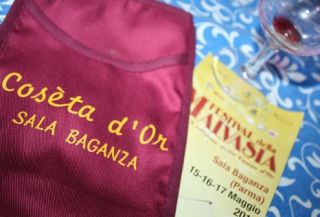 Cosèta d'Or
SALA BAGANZA
FESTIVAL della
MALVASIA
Sala Baganza
(Parma)
15-16-17 Maggio